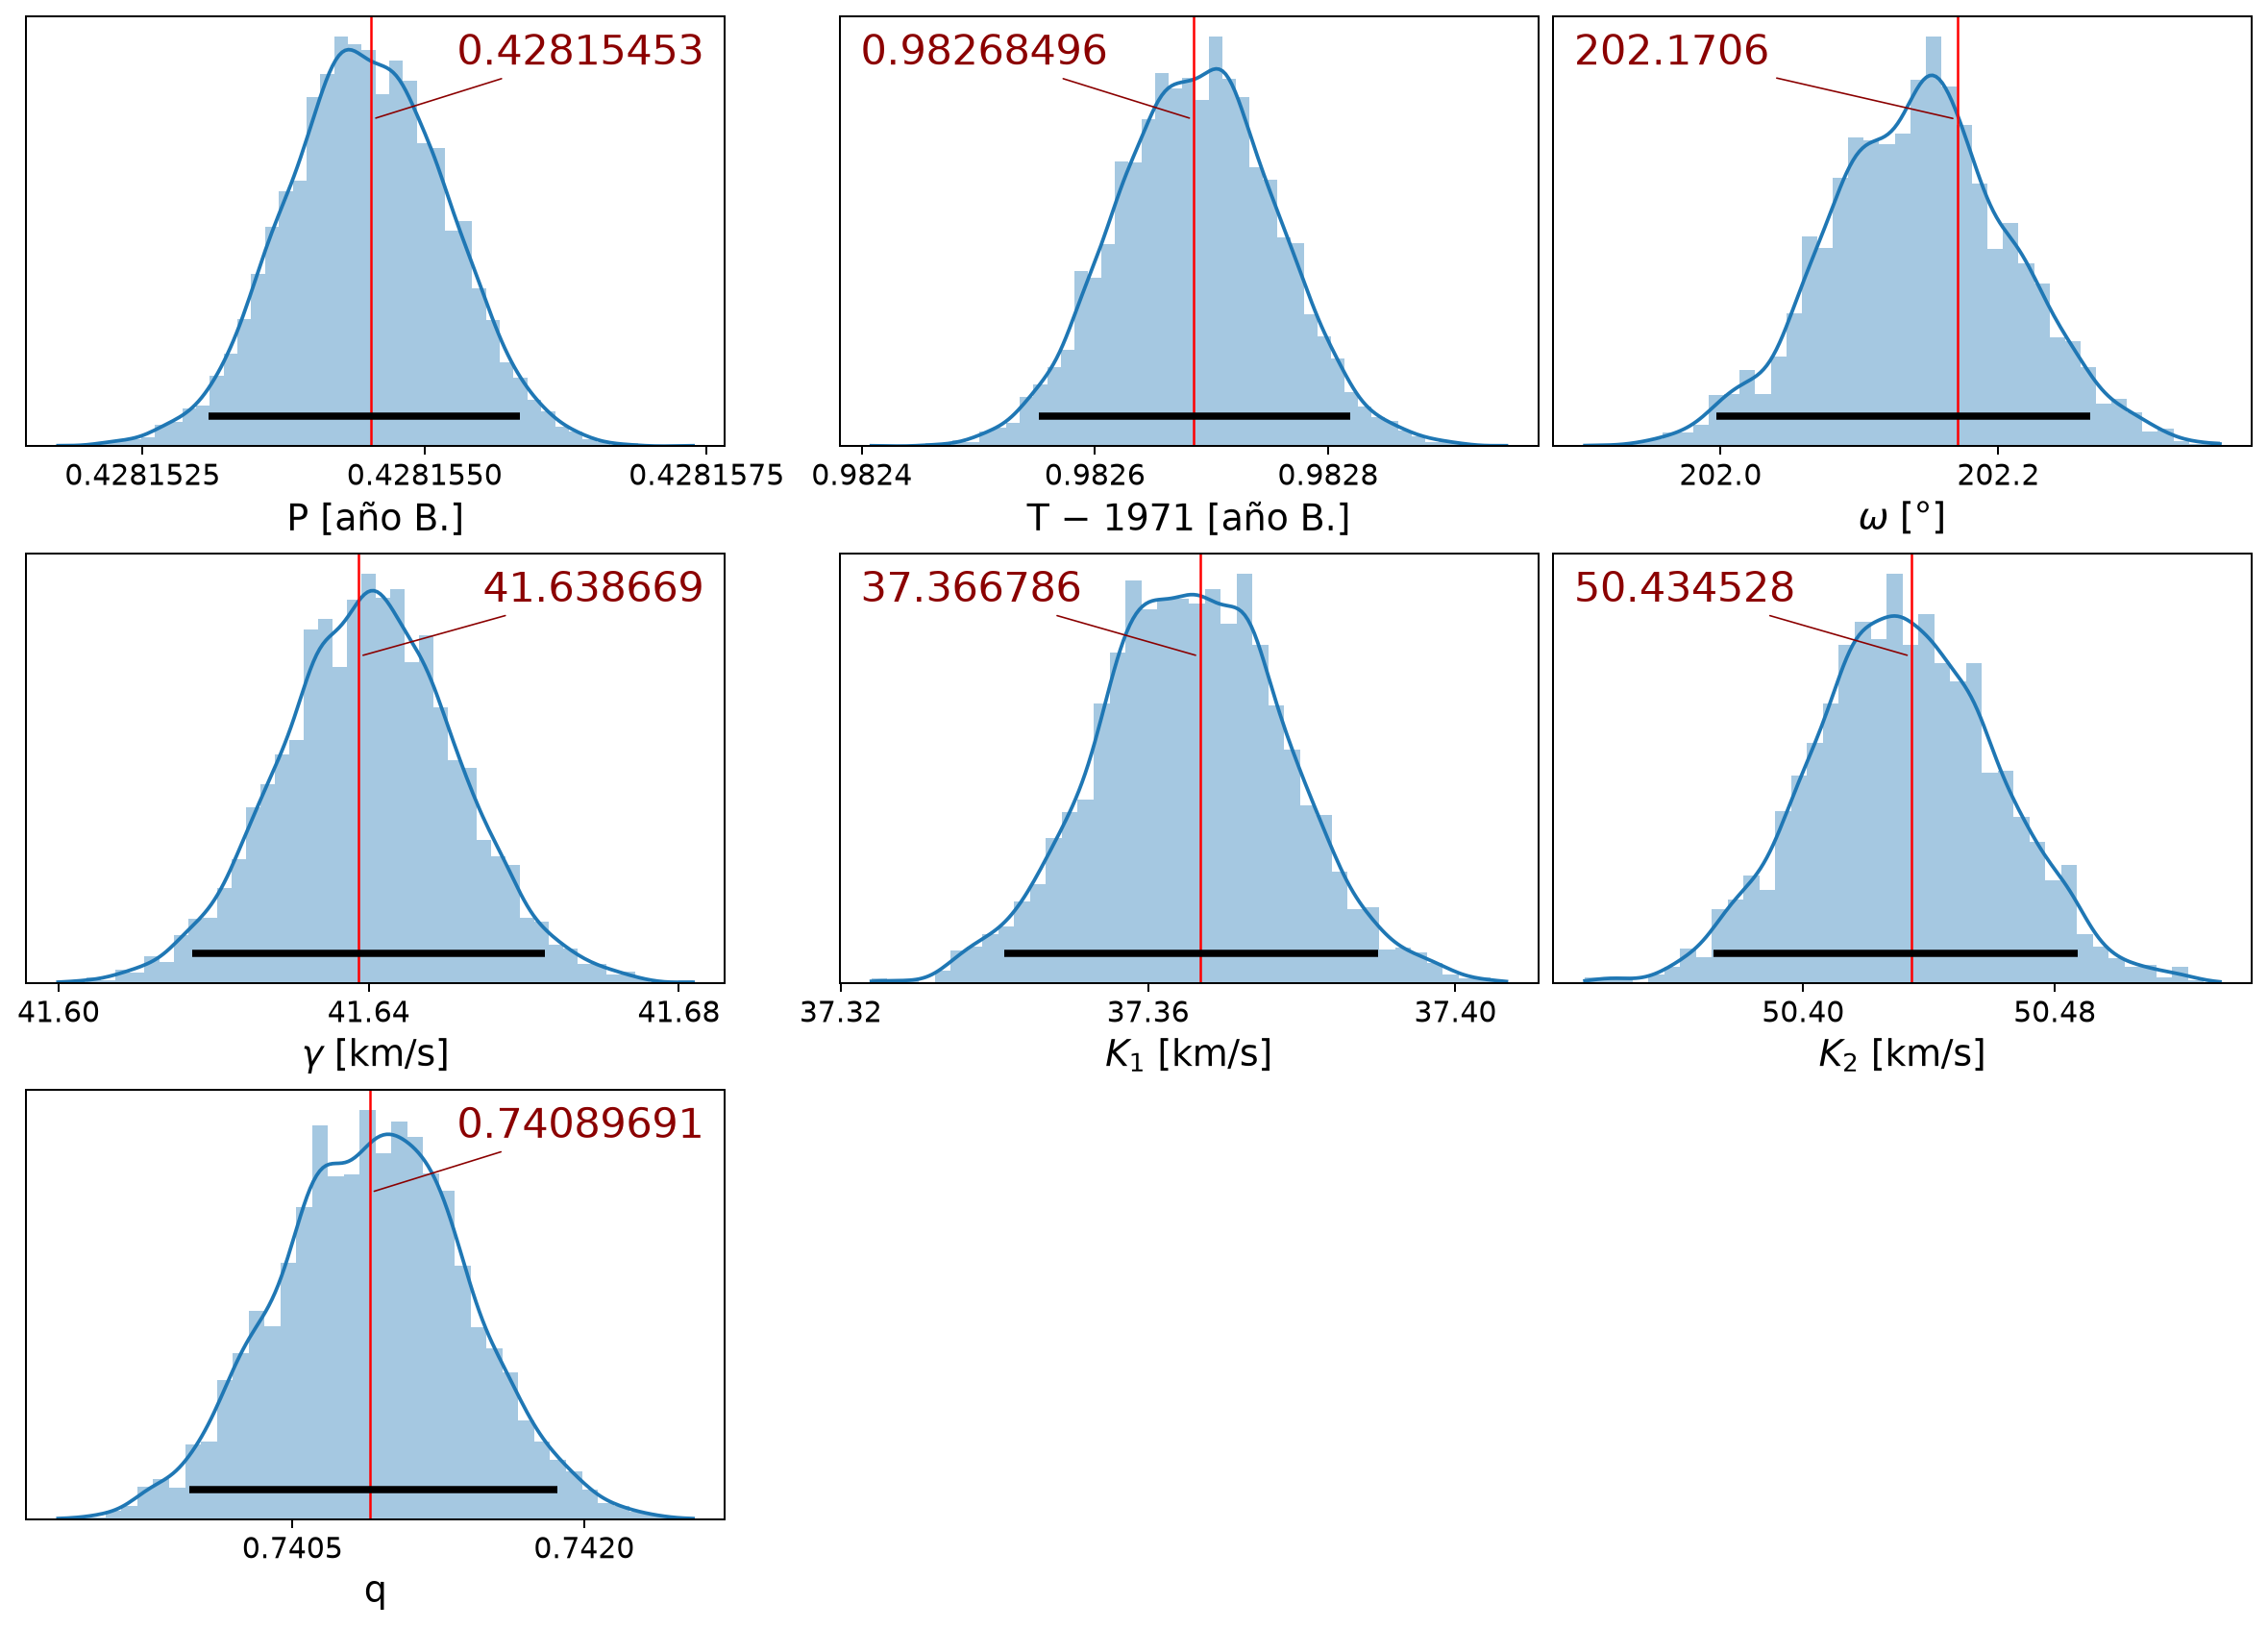 0.42815453
0.98268496
202.1706
0.4281525 0.4281550 0.4281575
0.9824 0.9826 0.9828
202.0 202.2
P [año B.]
T − 1971 [año B.]
ω [°]
41.638669
37.366786
50.434528
41.60 41.64 41.68
37.32 37.36 37.40
50.40 50.48
γ [km/s]
K₁ [km/s]
K₂ [km/s]
0.74089691
0.7405 0.7420
q